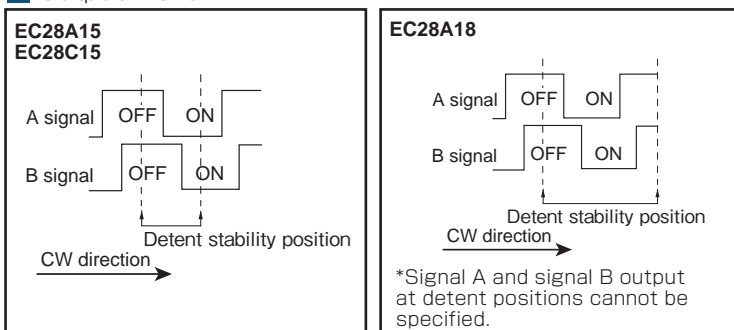 EC28A15
EC28C15
A signal OFF ON
B signal OFF ON
Detent stability position
CW direction
EC28A18
A signal OFF ON
B signal OFF ON
Detent stability position
CW direction
*Signal A and signal B output
at detent positions cannot be
specified.